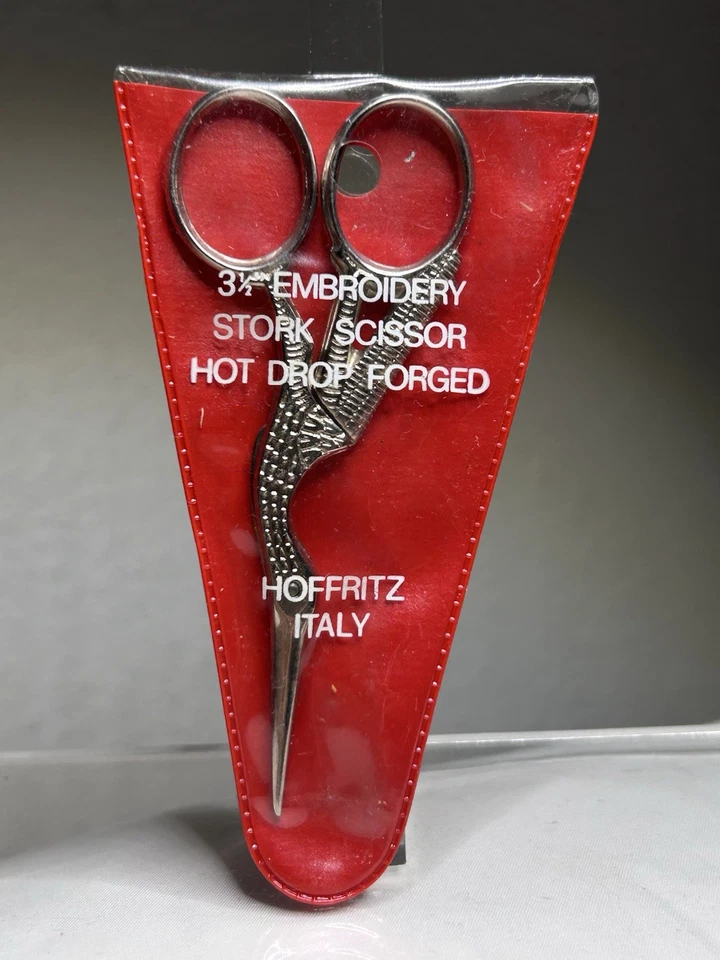 3½" EMBROIDERY
STORK SCISSOR
HOT DROP FORGED
HOFFRITZ
ITALY